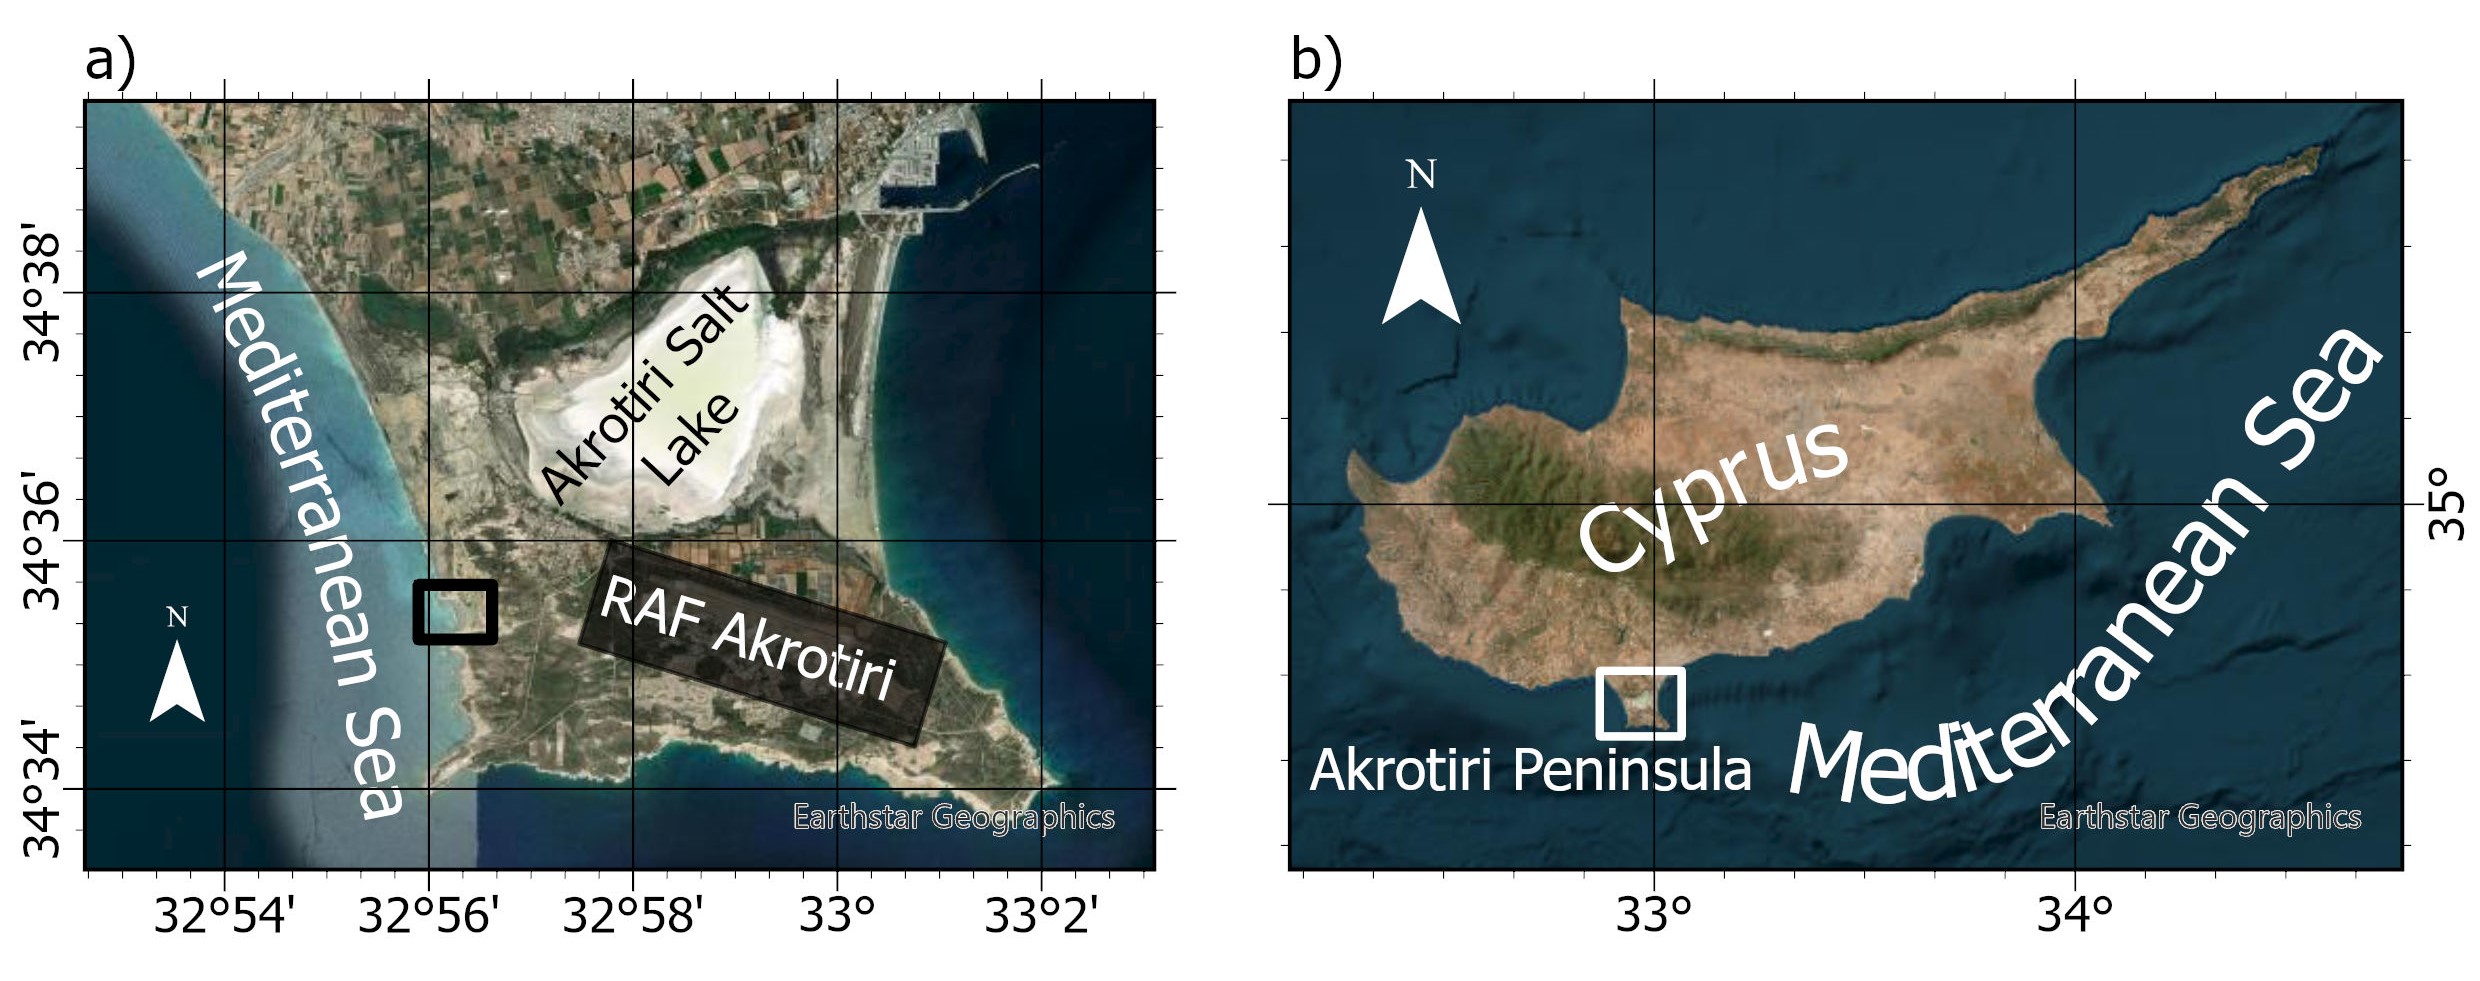 a)
34°38'
34°36'
34°34'
Mediterranean Sea
Akrotiri Salt
Lake
RAF Akrotiri
N
Earthstar Geographics
32°54'
32°56'
32°58'
33°
33°2'
b)
N
Cyprus
Mediterranean Sea
Akrotiri Peninsula
Earthstar Geographics
35°
33°
34°